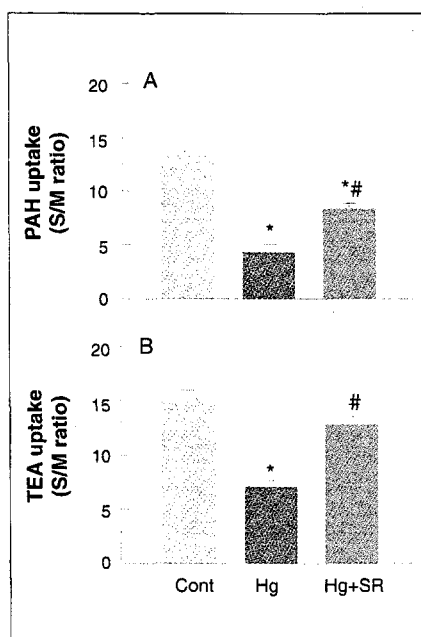 A
20
15
10
5
0
PAH uptake
(S/M ratio)
*
*#
B
20
15
10
5
0
TEA uptake
(S/M ratio)
*
#
Cont Hg Hg+SR